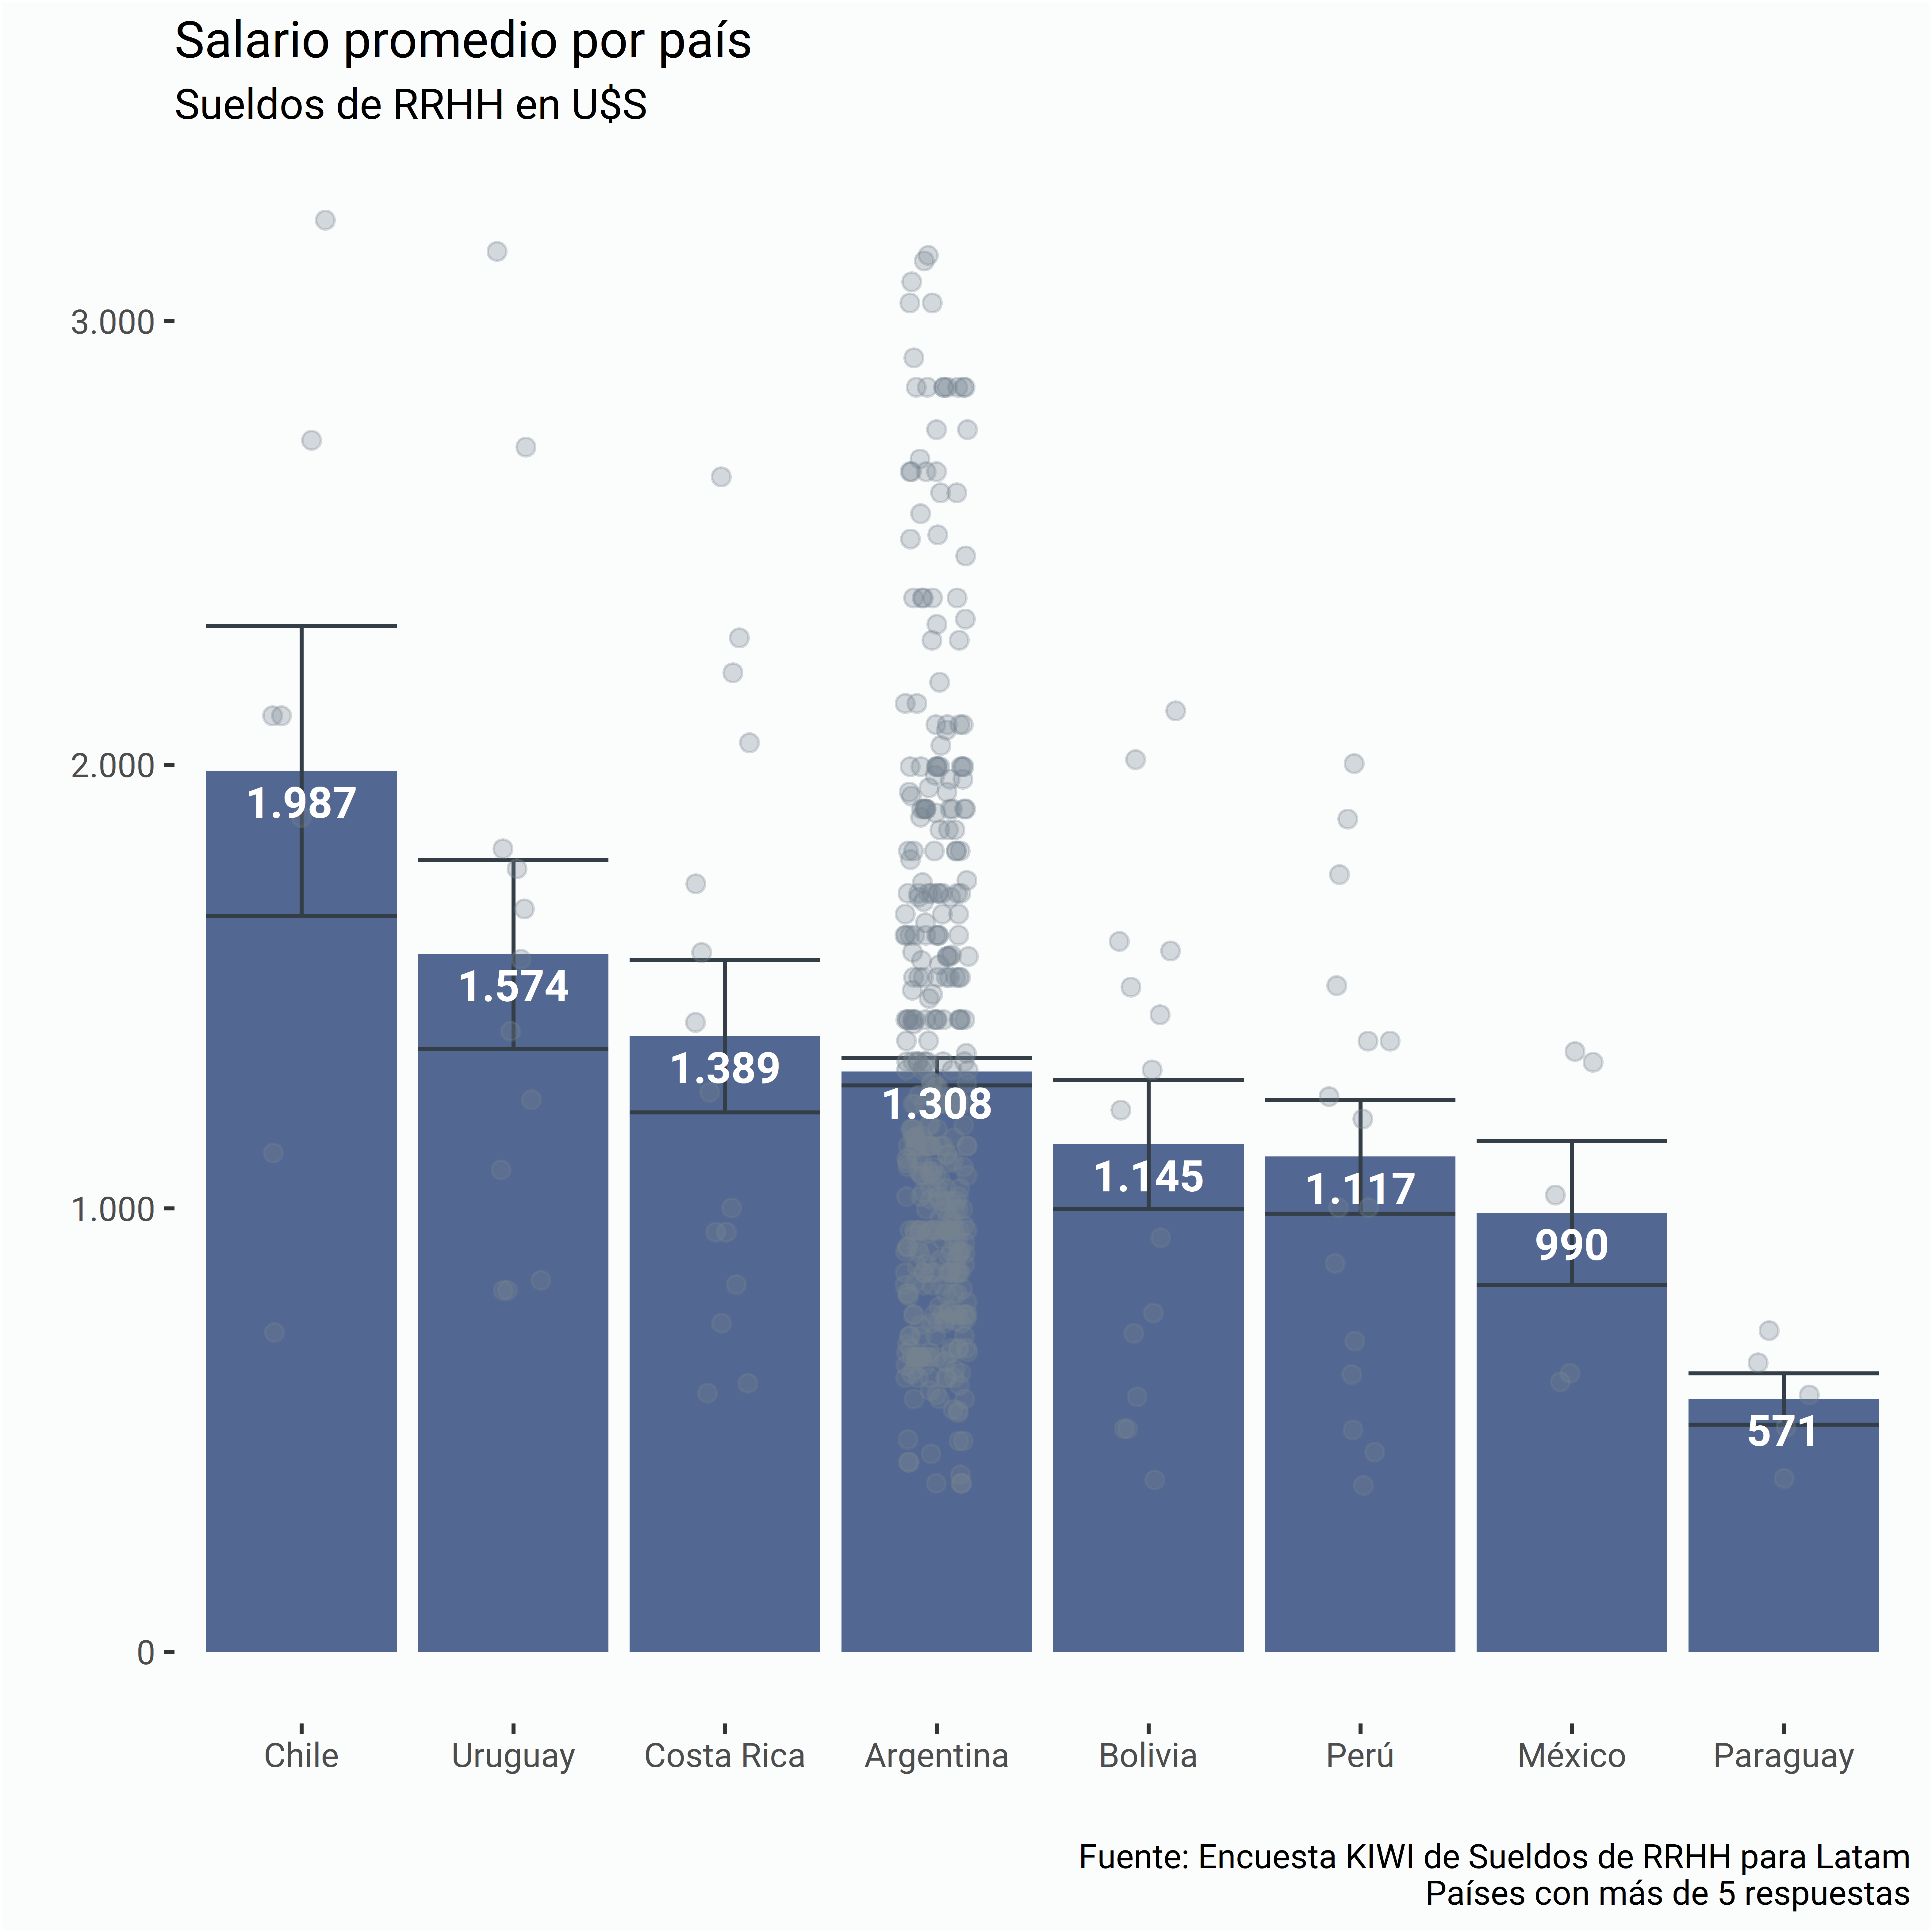 Salario promedio por país
Sueldos de RRHH en U$S
3.000
2.000
1.000
0
1.987
1.574
1.389
1.308
1.145
1.117
990
571
Chile
Uruguay
Costa Rica
Argentina
Bolivia
Perú
México
Paraguay
Fuente: Encuesta KIWI de Sueldos de RRHH para Latam
Países con más de 5 respuestas